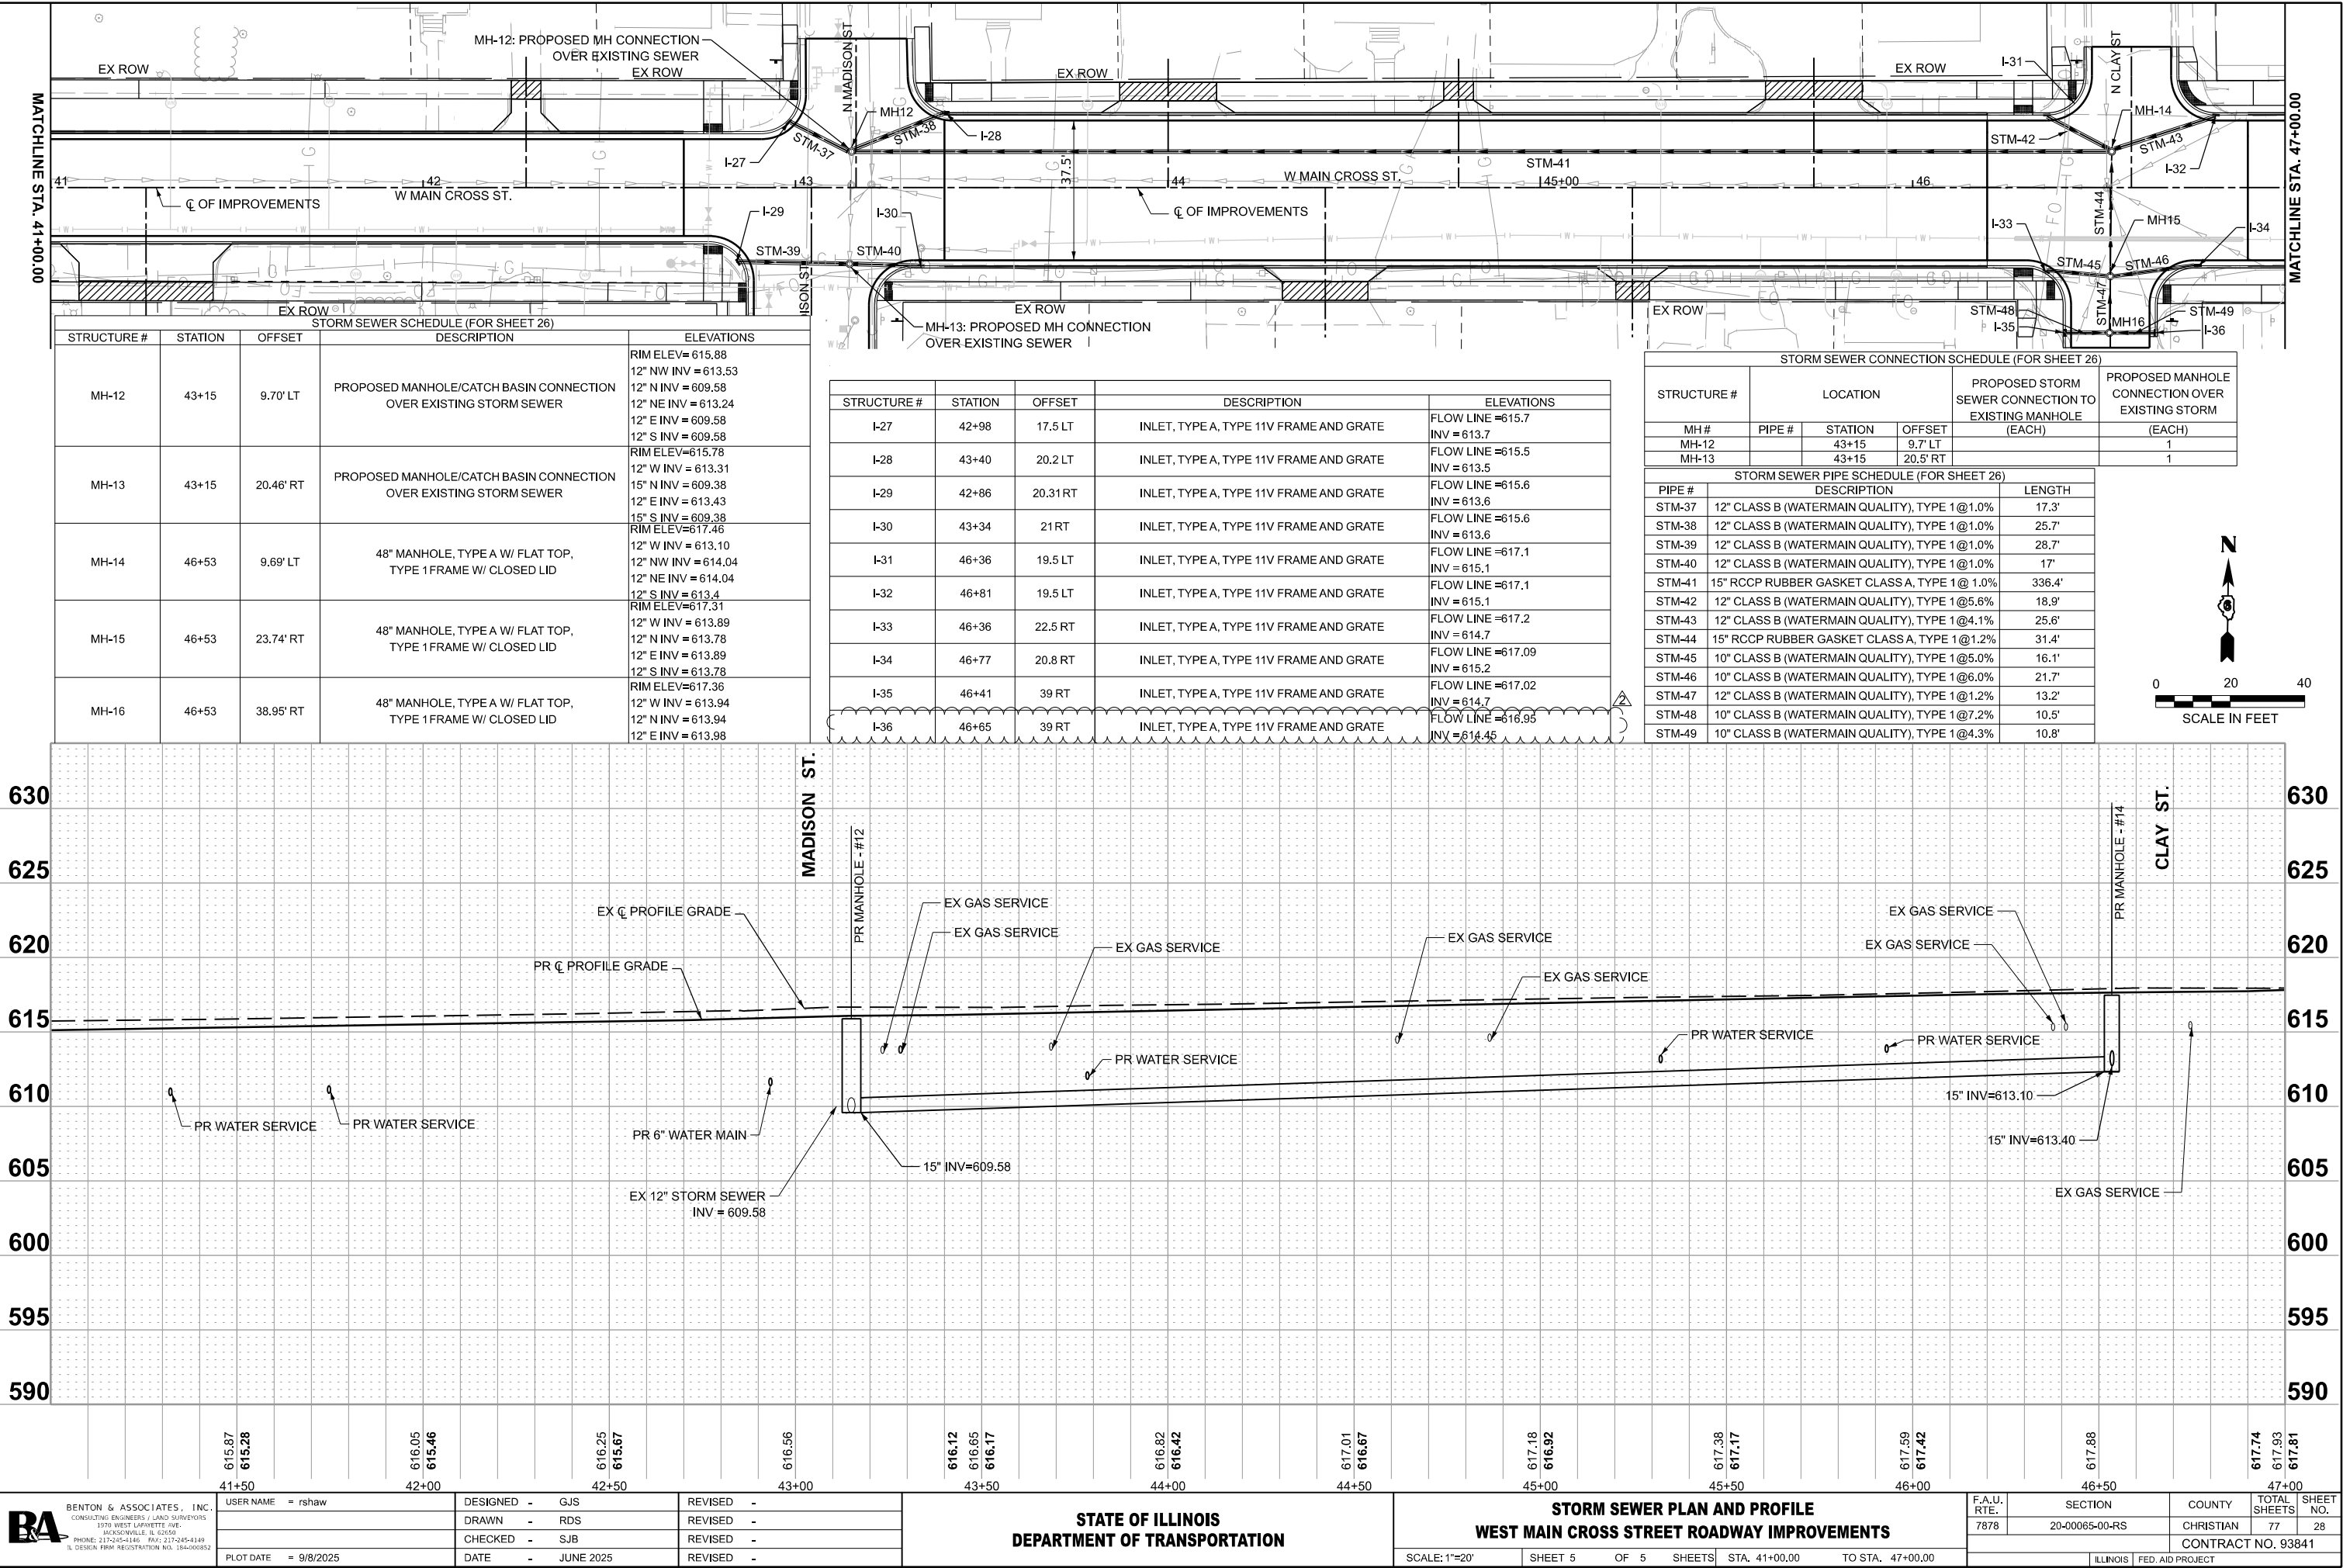 MH-12: PROPOSED MH CONNECTION
OVER EXISTING SEWER
EX ROW
EX ROW
EX ROW
EX ROW
MATCHLINE STA. 41+00.00
MATCHLINE STA. 47+00.00
N MADISON ST
N CLAY ST
I-31
MH12
MH-14
STM-37
STM-38
I-28
I-27
STM-42
STM-43
I-32
STM-41
37.5'
41
42
43
44
45+00
46
W MAIN CROSS ST.
W MAIN CROSS ST.
℄ OF IMPROVEMENTS
℄ OF IMPROVEMENTS
I-29
I-30
STM-39
STM-40
STM-44
MH15
I-33
I-34
STM-45
STM-46
STM-47
STM-48
STM-49
MH16
I-35
I-36
EX ROW
EX ROW
EX ROW
MH-13: PROPOSED MH CONNECTION
OVER EXISTING SEWER
STORM SEWER SCHEDULE (FOR SHEET 26)
STRUCTURE # STATION OFFSET DESCRIPTION ELEVATIONS
MH-12 43+15 9.70' LT PROPOSED MANHOLE/CATCH BASIN CONNECTION
OVER EXISTING STORM SEWER
RIM ELEV= 615.88
12" NW INV = 613.53
12" N INV = 609.58
12" NE INV = 613.24
12" E INV = 609.58
12" S INV = 609.58
MH-13 43+15 20.46' RT PROPOSED MANHOLE/CATCH BASIN CONNECTION
OVER EXISTING STORM SEWER
RIM ELEV=615.78
12" W INV = 613.31
15" N INV = 609.38
12" E INV = 613.43
15" S INV = 609.38
MH-14 46+53 9.69' LT 48" MANHOLE, TYPE A W/ FLAT TOP,
TYPE 1 FRAME W/ CLOSED LID
RIM ELEV=617.46
12" W INV = 613.10
12" NW INV = 614.04
12" NE INV = 614.04
12" S INV = 613.4
MH-15 46+53 23.74' RT 48" MANHOLE, TYPE A W/ FLAT TOP,
TYPE 1 FRAME W/ CLOSED LID
RIM ELEV=617.31
12" W INV = 613.89
12" N INV = 613.78
12" E INV = 613.89
12" S INV = 613.78
MH-16 46+53 38.95' RT 48" MANHOLE, TYPE A W/ FLAT TOP,
TYPE 1 FRAME W/ CLOSED LID
RIM ELEV=617.36
12" W INV = 613.94
12" N INV = 613.94
12" E INV = 613.98
STRUCTURE # STATION OFFSET DESCRIPTION ELEVATIONS
I-27 42+98 17.5 LT INLET, TYPE A, TYPE 11V FRAME AND GRATE FLOW LINE =615.7
INV = 613.7
I-28 43+40 20.2 LT INLET, TYPE A, TYPE 11V FRAME AND GRATE FLOW LINE =615.5
INV = 613.5
I-29 42+86 20.31 RT INLET, TYPE A, TYPE 11V FRAME AND GRATE FLOW LINE =615.6
INV = 613.6
I-30 43+34 21 RT INLET, TYPE A, TYPE 11V FRAME AND GRATE FLOW LINE =615.6
INV = 613.6
I-31 46+36 19.5 LT INLET, TYPE A, TYPE 11V FRAME AND GRATE FLOW LINE =617.1
INV = 615.1
I-32 46+81 19.5 LT INLET, TYPE A, TYPE 11V FRAME AND GRATE FLOW LINE =617.1
INV = 615.1
I-33 46+36 22.5 RT INLET, TYPE A, TYPE 11V FRAME AND GRATE FLOW LINE =617.2
INV = 614.7
I-34 46+77 20.8 RT INLET, TYPE A, TYPE 11V FRAME AND GRATE FLOW LINE =617.09
INV = 615.2
I-35 46+41 39 RT INLET, TYPE A, TYPE 11V FRAME AND GRATE FLOW LINE =617.02
INV = 614.7
2
I-36 46+65 39 RT INLET, TYPE A, TYPE 11V FRAME AND GRATE FLOW LINE =616.95
INV = 614.45
STORM SEWER CONNECTION SCHEDULE (FOR SHEET 26)
STRUCTURE # LOCATION PROPOSED STORM SEWER CONNECTION TO EXISTING MANHOLE PROPOSED MANHOLE CONNECTION OVER EXISTING STORM
MH # PIPE # STATION OFFSET (EACH) (EACH)
MH-12 43+15 9.7' LT 1
MH-13 43+15 20.5' RT 1
STORM SEWER PIPE SCHEDULE (FOR SHEET 26)
PIPE # DESCRIPTION LENGTH
STM-37 12" CLASS B (WATERMAIN QUALITY), TYPE 1 @1.0% 17.3'
STM-38 12" CLASS B (WATERMAIN QUALITY), TYPE 1 @1.0% 25.7'
STM-39 12" CLASS B (WATERMAIN QUALITY), TYPE 1 @1.0% 28.7'
STM-40 12" CLASS B (WATERMAIN QUALITY), TYPE 1 @1.0% 17'
STM-41 15" RCCP RUBBER GASKET CLASS A, TYPE 1 @ 1.0% 336.4'
STM-42 12" CLASS B (WATERMAIN QUALITY), TYPE 1 @5.6% 18.9'
STM-43 12" CLASS B (WATERMAIN QUALITY), TYPE 1 @4.1% 25.6'
STM-44 15" RCCP RUBBER GASKET CLASS A, TYPE 1 @1.2% 31.4'
STM-45 10" CLASS B (WATERMAIN QUALITY), TYPE 1 @5.0% 16.1'
STM-46 10" CLASS B (WATERMAIN QUALITY), TYPE 1 @6.0% 21.7'
STM-47 12" CLASS B (WATERMAIN QUALITY), TYPE 1 @1.2% 13.2'
STM-48 10" CLASS B (WATERMAIN QUALITY), TYPE 1 @7.2% 10.5'
STM-49 10" CLASS B (WATERMAIN QUALITY), TYPE 1 @4.3% 10.8'
N
0 20 40
SCALE IN FEET
630 630
625 625
620 620
615 615
610 610
605 605
600 600
595 595
590 590
MADISON ST.
CLAY ST.
PR MANHOLE - #12
PR MANHOLE - #14
EX ℄ PROFILE GRADE
PR ℄ PROFILE GRADE
EX GAS SERVICE
EX GAS SERVICE
EX GAS SERVICE
EX GAS SERVICE
EX GAS SERVICE
EX GAS SERVICE
EX GAS SERVICE
PR WATER SERVICE
PR WATER SERVICE
PR WATER SERVICE
PR WATER SERVICE
PR WATER SERVICE
PR 6" WATER MAIN
15" INV=609.58
EX 12" STORM SEWER
INV = 609.58
15" INV=613.10
15" INV=613.40
EX GAS SERVICE
615.87 615.28
616.05 615.46
616.25 615.67
616.56
616.12
616.65 616.17
616.82 616.42
617.01 616.67
617.18 616.92
617.38 617.17
617.59 617.42
617.88
617.74
617.93 617.81
41+50 42+00 42+50 43+00 43+50 44+00 44+50 45+00 45+50 46+00 46+50 47+00
B&A
BENTON & ASSOCIATES, INC.
CONSULTING ENGINEERS / LAND SURVEYORS
1970 WEST LAFAYETTE AVE.
JACKSONVILLE, IL 62650
PHONE: 217-245-4146 FAX: 217-245-4149
IL DESIGN FIRM REGISTRATION NO. 184-000852
USER NAME = rshaw
PLOT DATE = 9/8/2025
DESIGNED - GJS
DRAWN - RDS
CHECKED - SJB
DATE - JUNE 2025
REVISED -
REVISED -
REVISED -
REVISED -
STATE OF ILLINOIS
DEPARTMENT OF TRANSPORTATION
STORM SEWER PLAN AND PROFILE
WEST MAIN CROSS STREET ROADWAY IMPROVEMENTS
SCALE: 1"=20' SHEET 5 OF 5 SHEETS STA. 41+00.00 TO STA. 47+00.00
F.A.U. RTE. SECTION COUNTY TOTAL SHEETS SHEET NO.
7878 20-00065-00-RS CHRISTIAN 77 28
CONTRACT NO. 93841
ILLINOIS FED. AID PROJECT